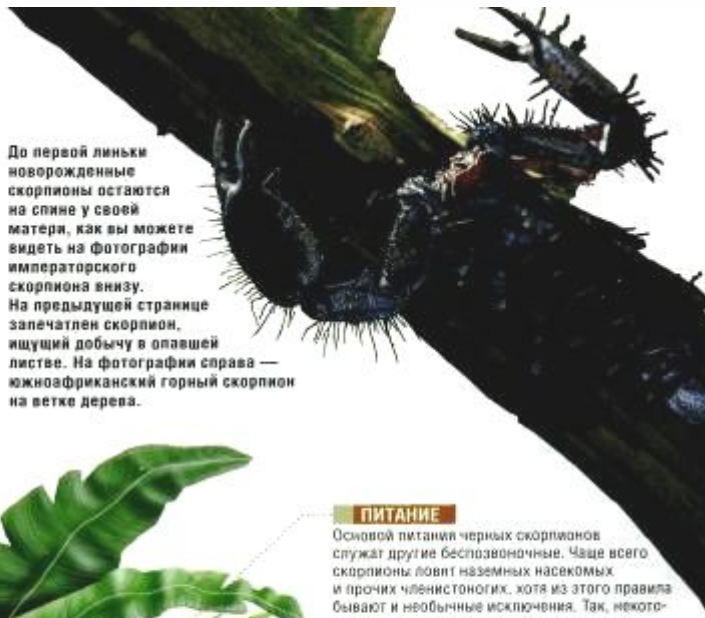 До первой линьки
новорожденные
скорпионы остаются
на спине у своей
матери, как вы можете
видеть на фотографии
императорского
скорпиона внизу.
На предыдущей странице
запечатлен скорпион,
ищущий добычу в опавшей
листве. На фотографии справа —
южноафриканский горный скорпион
на ветке дерева.
ПИТАНИЕ
Основой питания черных скорпионов
служат другие беспозвоночные. Чаще всего
скорпионы ловят наземных насекомых
и прочих членистоногих, хотя из этого правила
бывают и необычные исключения. Так, некото-